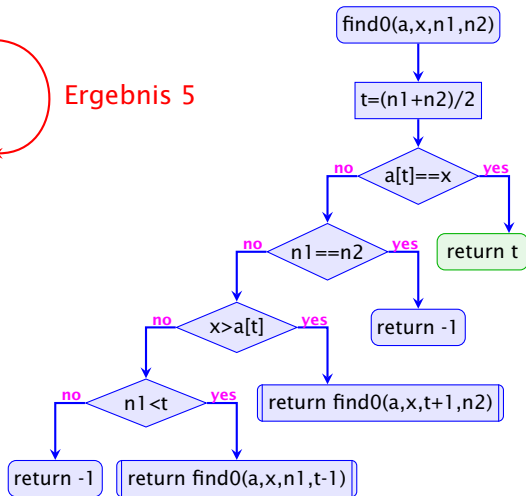 find0(a,x,n1,n2)
Ergebnis 5
t=(n1+n2)/2
a[t]==x
no
yes
n1==n2
return t
no
yes
x>a[t]
return -1
no
yes
n1<t
return find0(a,x,t+1,n2)
no
yes
return -1
return find0(a,x,n1,t-1)